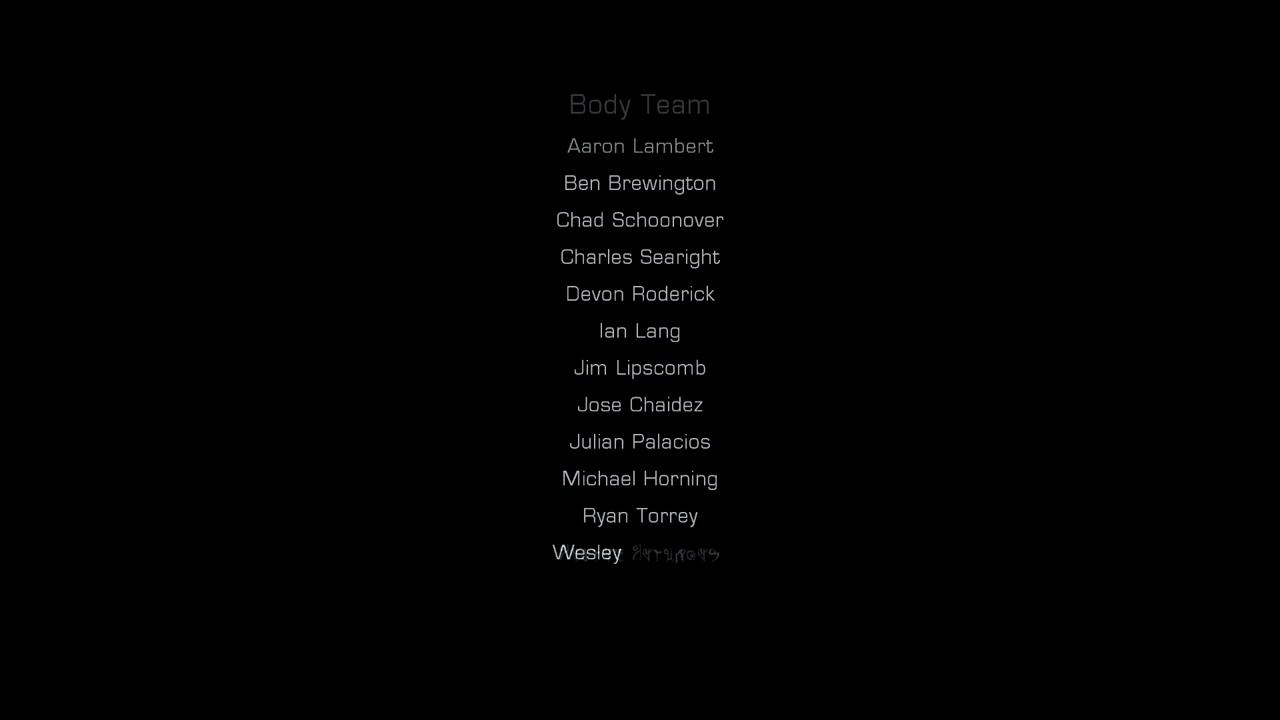 Body Team
Aaron Lambert
Ben Brewington
Chad Schoonover
Charles Searight
Devon Roderick
Ian Lang
Jim Lipscomb
Jose Chaidez
Julian Palacios
Michael Horning
Ryan Torrey
Wesley